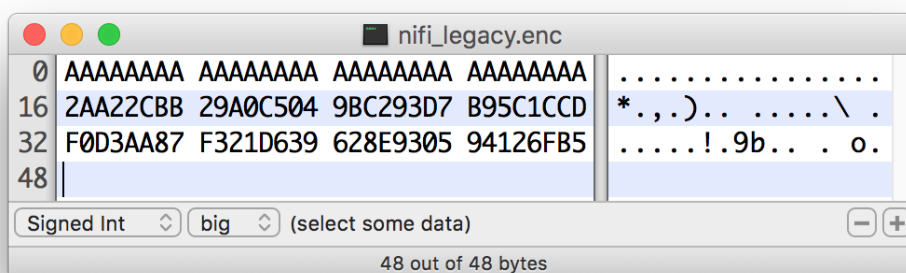 nifi_legacy.enc
0 AAAAAAAA AAAAAAAA AAAAAAAA AAAAAAAA ................
16 2AA22CBB 29A0C504 9BC293D7 B95C1CCD *.,.).. .....\ .
32 F0D3AA87 F321D639 628E9305 94126FB5 .....!.9b.. . o.
48
Signed Int big (select some data) − +
48 out of 48 bytes